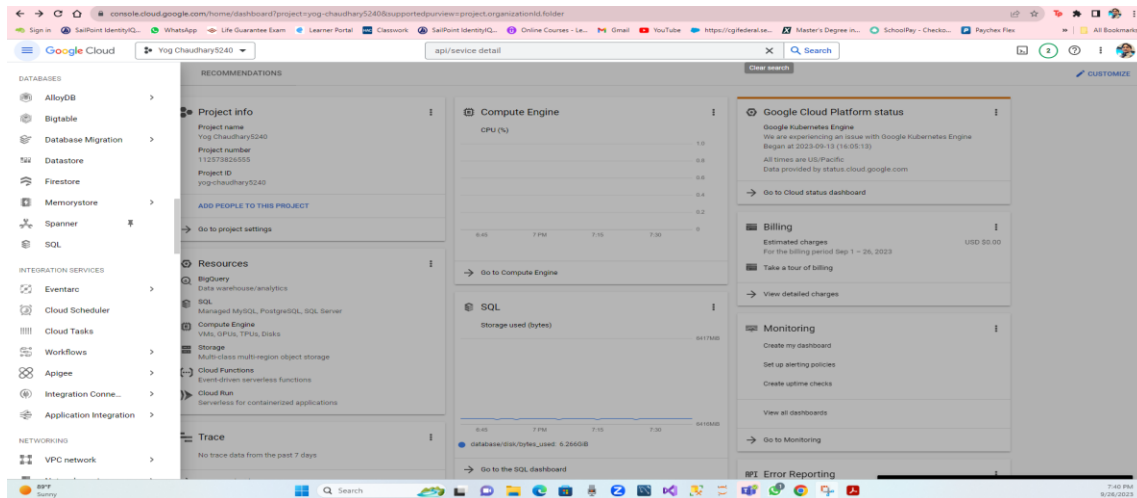 console.cloud.google.com/home/dashboard?project=yog-chaudhary5240&supportedpurview=project,organizationId,folder
Sign in
SailPoint IdentityIQ...
WhatsApp
Life Guarantee Exam
Learner Portal
Classwork
SailPoint IdentityIQ...
Online Courses - Le...
Gmail
YouTube
https://cgifederal.se...
Master's Degree in...
SchoolPay - Checko...
Paychex Flex
»
All Bookmarks
Google Cloud
Yog Chaudhary5240
api/sevice detail
Search
2
Clear search
RECOMMENDATIONS
CUSTOMIZE
DATABASES
AlloyDB
Bigtable
Database Migration
Datastore
Firestore
Memorystore
Spanner
SQL
INTEGRATION SERVICES
Eventarc
Cloud Scheduler
Cloud Tasks
Workflows
Apigee
Integration Conne...
Application Integration
NETWORKING
VPC network
Project info
Project name
Yog Chaudhary5240
Project number
112573826555
Project ID
yog-chaudhary5240
ADD PEOPLE TO THIS PROJECT
Go to project settings
Resources
BigQuery
Data warehouse/analytics
SQL
Managed MySQL, PostgreSQL, SQL Server
Compute Engine
VMs, GPUs, TPUs, Disks
Storage
Multi-class multi-region object storage
Cloud Functions
Event-driven serverless functions
Cloud Run
Serverless for containerized applications
Trace
No trace data from the past 7 days
Compute Engine
CPU (%)
1.0
0.8
0.6
0.4
0.2
0
6:45
7 PM
7:15
7:30
Go to Compute Engine
SQL
Storage used (bytes)
6417MiB
6416MiB
6:45
7 PM
7:15
7:30
database/disk/bytes_used: 6.266GiB
Go to the SQL dashboard
Google Cloud Platform status
Google Kubernetes Engine
We are experiencing an issue with Google Kubernetes Engine
Began at 2023-09-13 (16:05:13)
All times are US/Pacific
Data provided by status.cloud.google.com
Go to Cloud status dashboard
Billing
Estimated charges
USD $0.00
For the billing period Sep 1 – 26, 2023
Take a tour of billing
View detailed charges
Monitoring
Create my dashboard
Set up alerting policies
Create uptime checks
View all dashboards
Go to Monitoring
Error Reporting
Sunny
Search
7:40 PM
9/26/2023